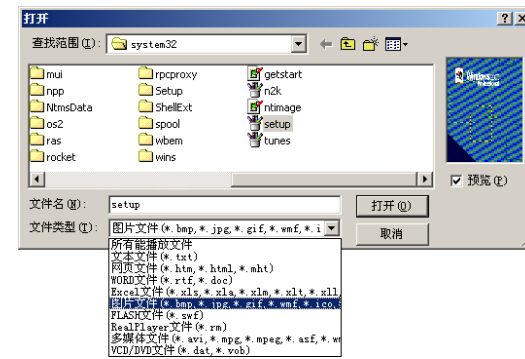 打开
查找范围(I):
system32
mui
rpcproxy
getstart
npp
Setup
n2k
NtmsData
ShellExt
ntimage
os2
spool
setup
ras
wbem
tunes
rocket
wins
预览(P)
文件名(N):
setup
打开(O)
文件类型(T):
图片文件(*.bmp,*.jpg,*.gif,*.wmf,*.i
取消
所有能播放文件
文本文件(*.txt)
网页文件(*.htm,*.html,*.mht)
WORD文件(*.rtf,*.doc)
Excel文件(*.xls,*.xla,*.xlm,*.xlt,*.xll,
图片文件(*.bmp,*.jpg,*.gif,*.wmf,*.ico,
FLASH文件(*.swf)
RealPlayer文件(*.rm)
多媒体文件(*.avi,*.mpg,*.mpeg,*.asf,*.wm
VCD/DVD文件(*.dat,*.vob)